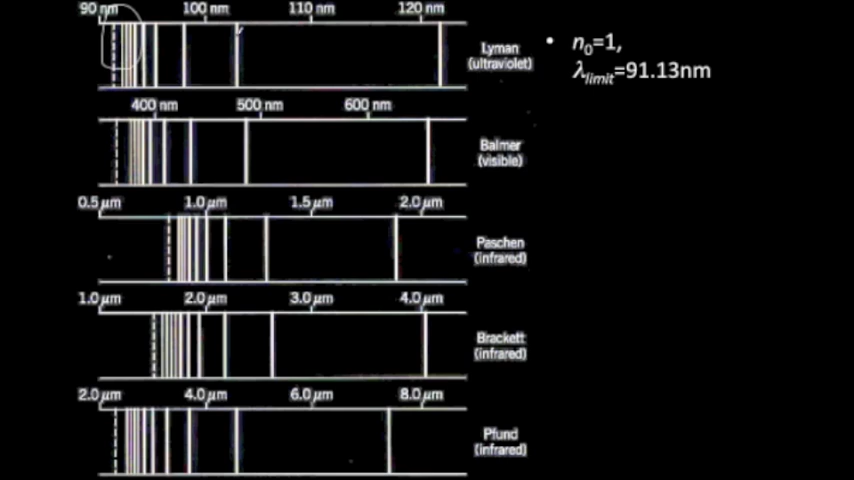 90 nm 100 nm 110 nm 120 nm
Lyman
(ultraviolet)
• n0=1,
λlimit=91.13nm
400 nm 500 nm 600 nm
Balmer
(visible)
0.5 μm 1.0 μm 1.5 μm 2.0 μm
Paschen
(infrared)
1.0 μm 2.0 μm 3.0 μm 4.0 μm
Brackett
(infrared)
2.0 μm 4.0 μm 6.0 μm 8.0 μm
Pfund
(infrared)